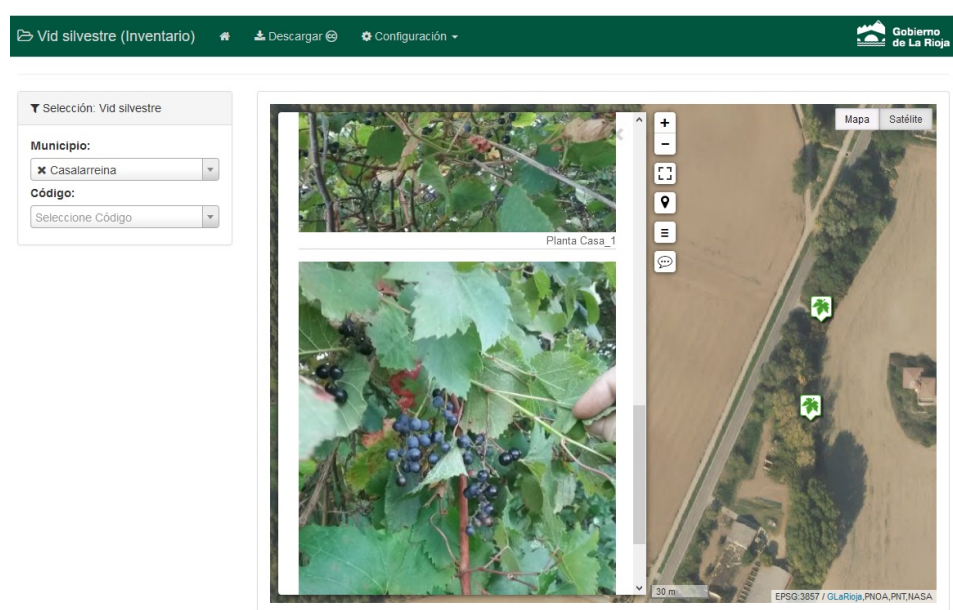 Vid silvestre (Inventario)
Descargar
Configuración
Gobierno
de La Rioja
Selección: Vid silvestre
Municipio:
× Casalarreina
Código:
Seleccione Código
×
Planta Casa_1
+
−
Mapa
Satélite
30 m
EPSG:3857 / GLaRioja,PNOA,PNT,NASA